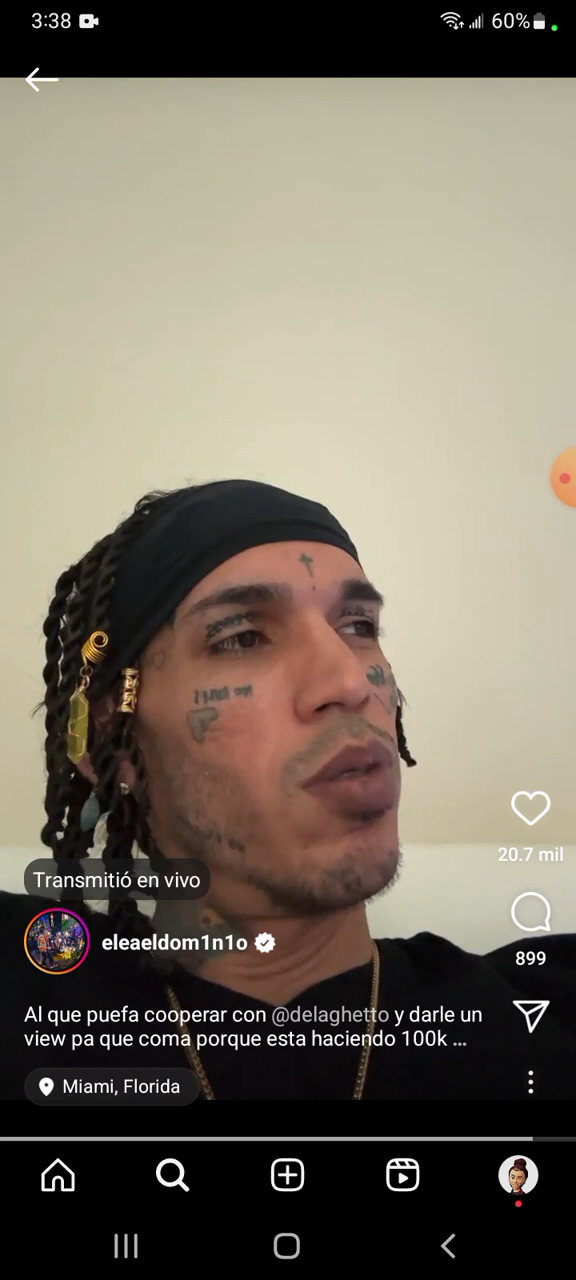 3:38
60%
Transmitió en vivo
eleaeldom1n1o
Al que puefa cooperar con @delaghetto y darle un
view pa que coma porque esta haciendo 100k ...
Miami, Florida
20.7 mil
899